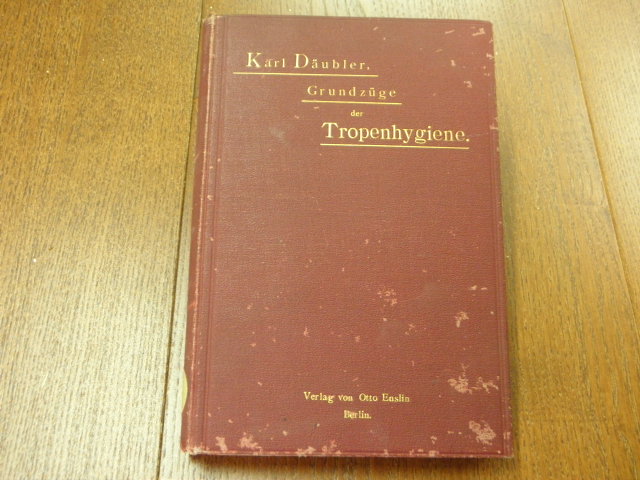 Karl Däubler.
Grundzüge
der
Tropenhygiene.
Verlag von Otto Enslin
Berlin.